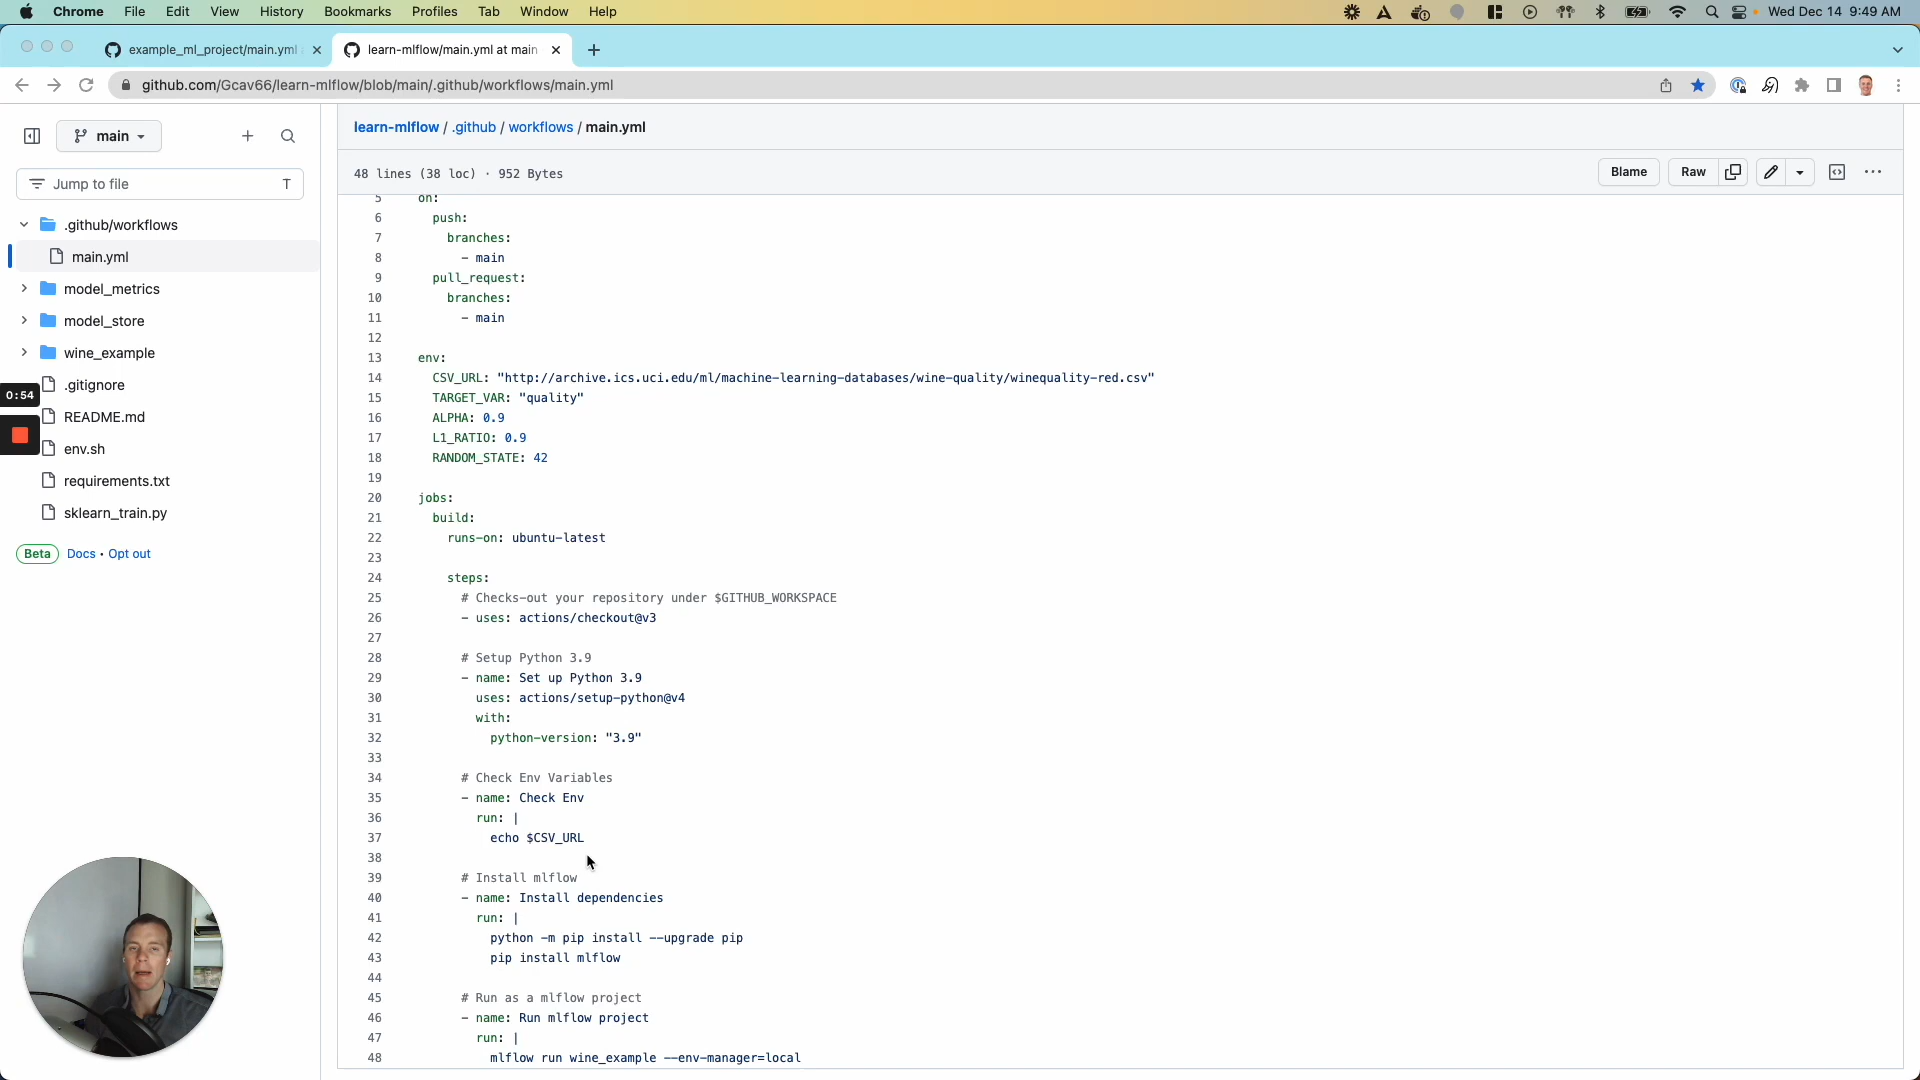 Chrome File Edit View History Bookmarks Profiles Tab Window Help
Wed Dec 14 9:49 AM
example_ml_project/main.yml
learn-mlflow/main.yml at main
github.com/Gcav66/learn-mlflow/blob/main/.github/workflows/main.yml
main
Jump to file T
.github/workflows
main.yml
model_metrics
model_store
wine_example
.gitignore
0:54
README.md
env.sh
requirements.txt
sklearn_train.py
Beta Docs • Opt out
learn-mlflow / .github / workflows / main.yml
48 lines (38 loc) · 952 Bytes
Blame Raw
5 on:
6 push:
7 branches:
8 - main
9 pull_request:
10 branches:
11 - main
12
13 env:
14 CSV_URL: "http://archive.ics.uci.edu/ml/machine-learning-databases/wine-quality/winequality-red.csv"
15 TARGET_VAR: "quality"
16 ALPHA: 0.9
17 L1_RATIO: 0.9
18 RANDOM_STATE: 42
19
20 jobs:
21 build:
22 runs-on: ubuntu-latest
23
24 steps:
25 # Checks-out your repository under $GITHUB_WORKSPACE
26 - uses: actions/checkout@v3
27
28 # Setup Python 3.9
29 - name: Set up Python 3.9
30 uses: actions/setup-python@v4
31 with:
32 python-version: "3.9"
33
34 # Check Env Variables
35 - name: Check Env
36 run: |
37 echo $CSV_URL
38
39 # Install mlflow
40 - name: Install dependencies
41 run: |
42 python -m pip install --upgrade pip
43 pip install mlflow
44
45 # Run as a mlflow project
46 - name: Run mlflow project
47 run: |
48 mlflow run wine_example --env-manager=local